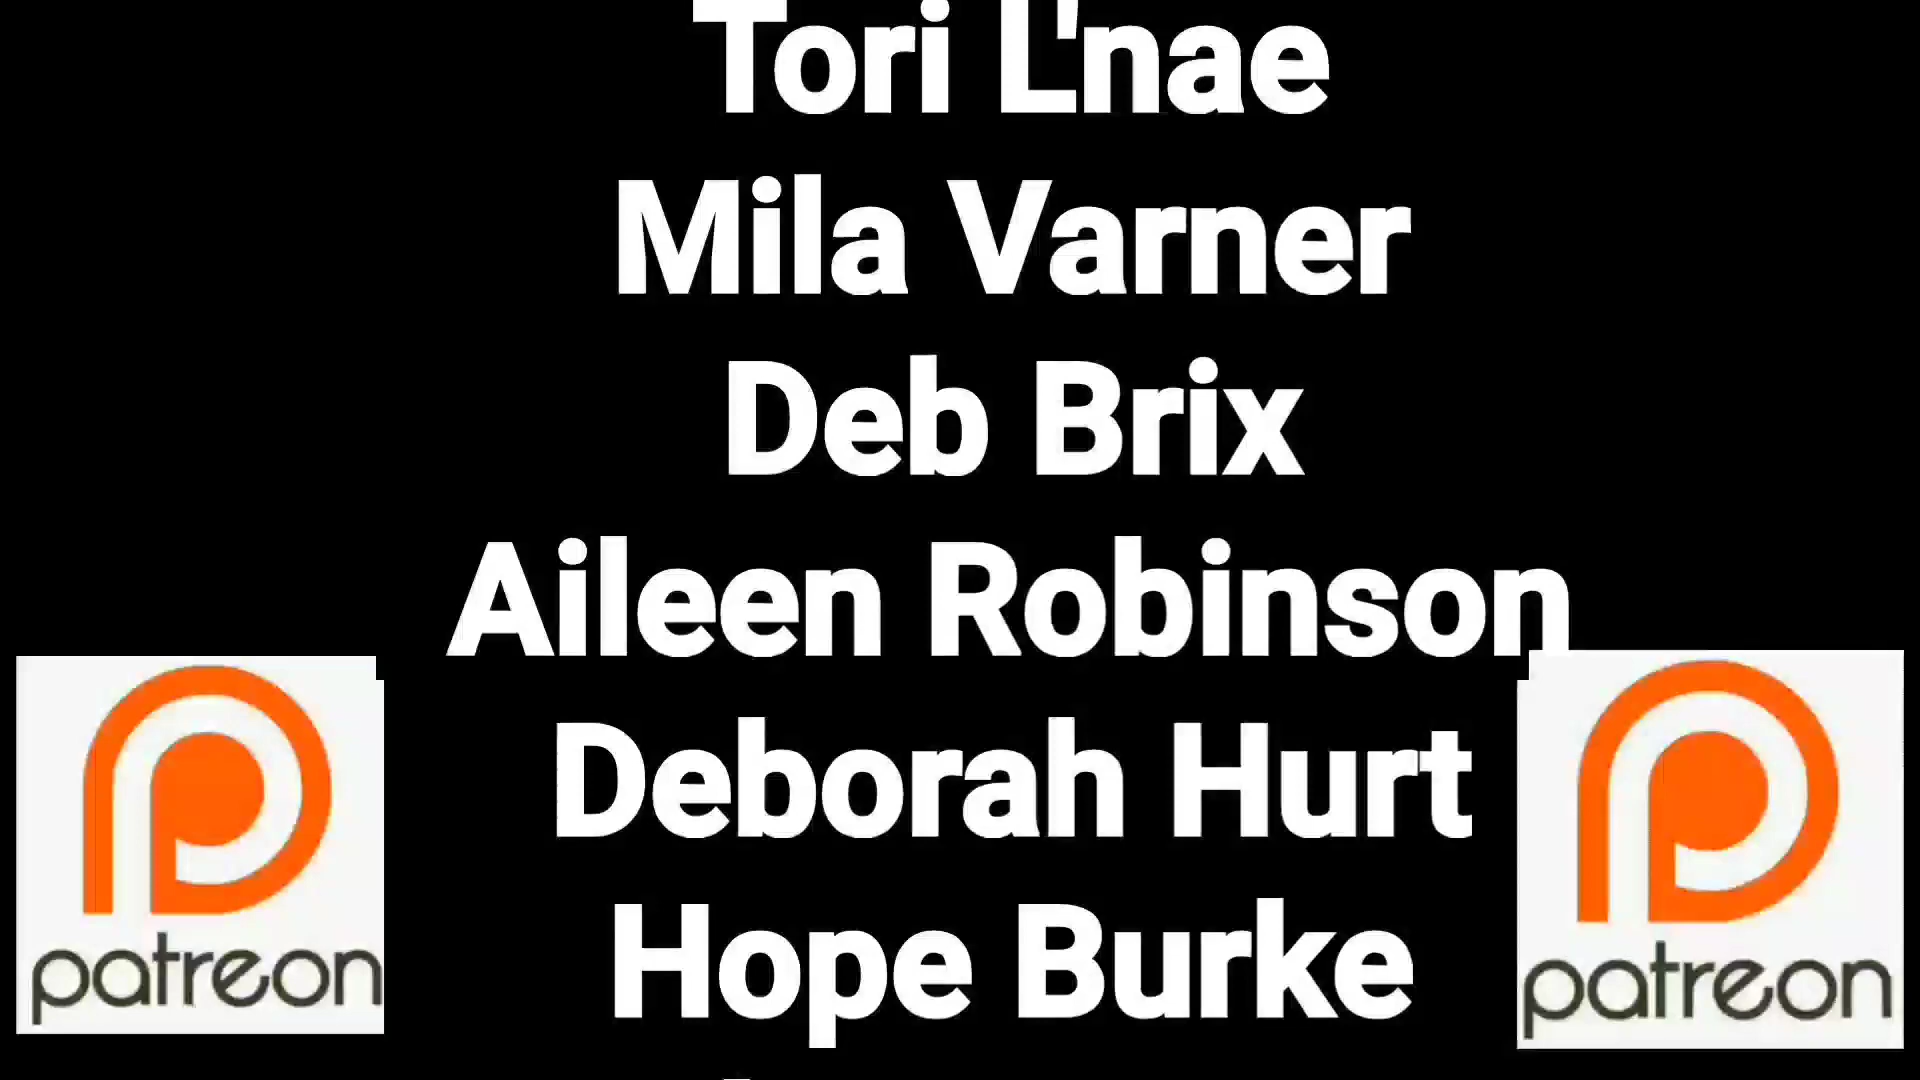 Tori L'nae
Mila Varner
Deb Brix
Aileen Robinson
Deborah Hurt
Hope Burke
patreon
patreon